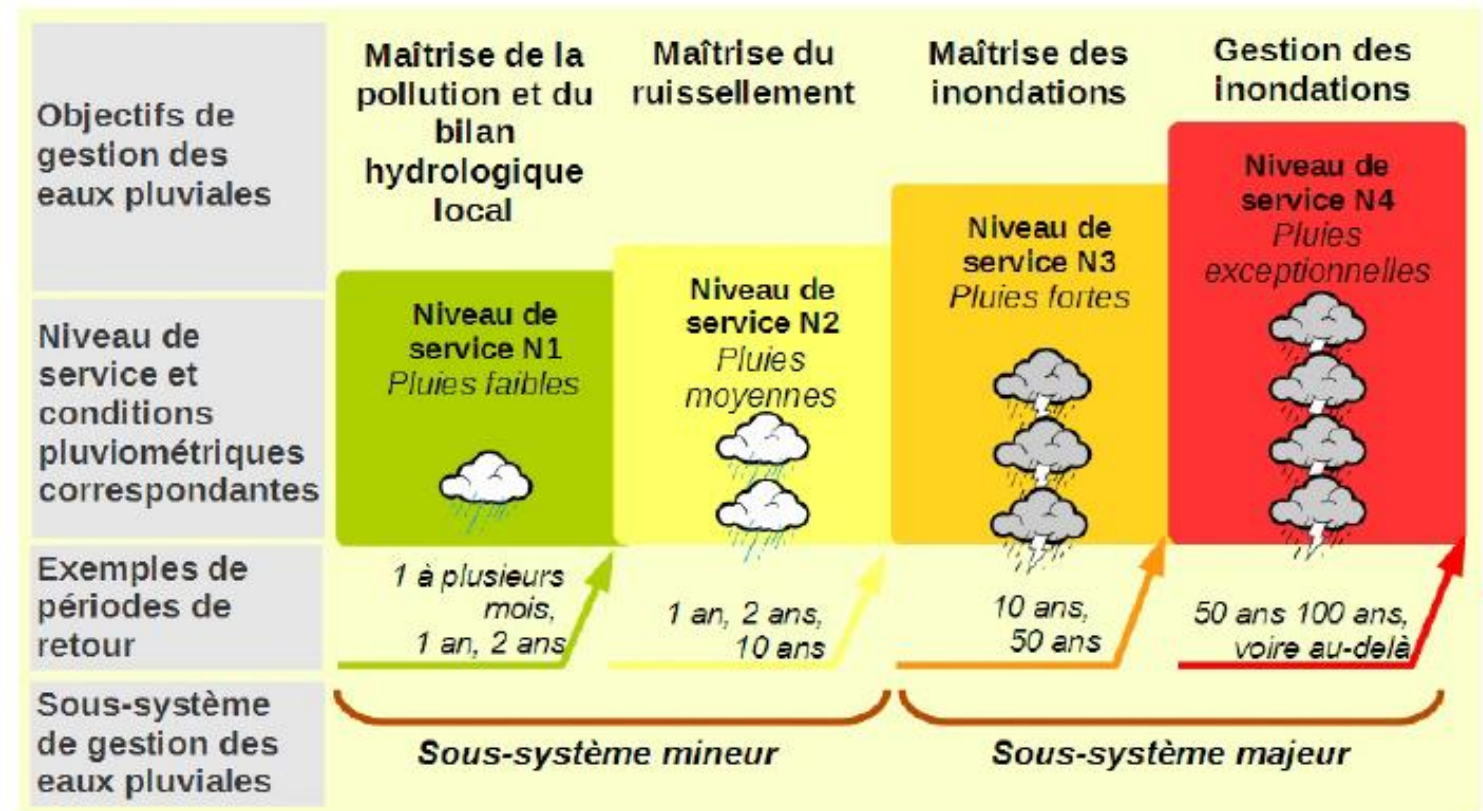 Objectifs de
gestion des
eaux pluviales
Maîtrise de la
pollution et du
bilan
hydrologique
local
Maîtrise du
ruissellement
Maîtrise des
inondations
Gestion des
inondations
Niveau de
service et
conditions
pluviométriques
correspondantes
Niveau de
service N1
Pluies faibles
Niveau de
service N2
Pluies
moyennes
Niveau de
service N3
Pluies fortes
Niveau de
service N4
Pluies
exceptionnelles
Exemples de
périodes de
retour
1 à plusieurs
mois,
1 an, 2 ans
1 an, 2 ans,
10 ans
10 ans,
50 ans
50 ans 100 ans,
voire au-delà
Sous-système
de gestion des
eaux pluviales
Sous-système mineur
Sous-système majeur